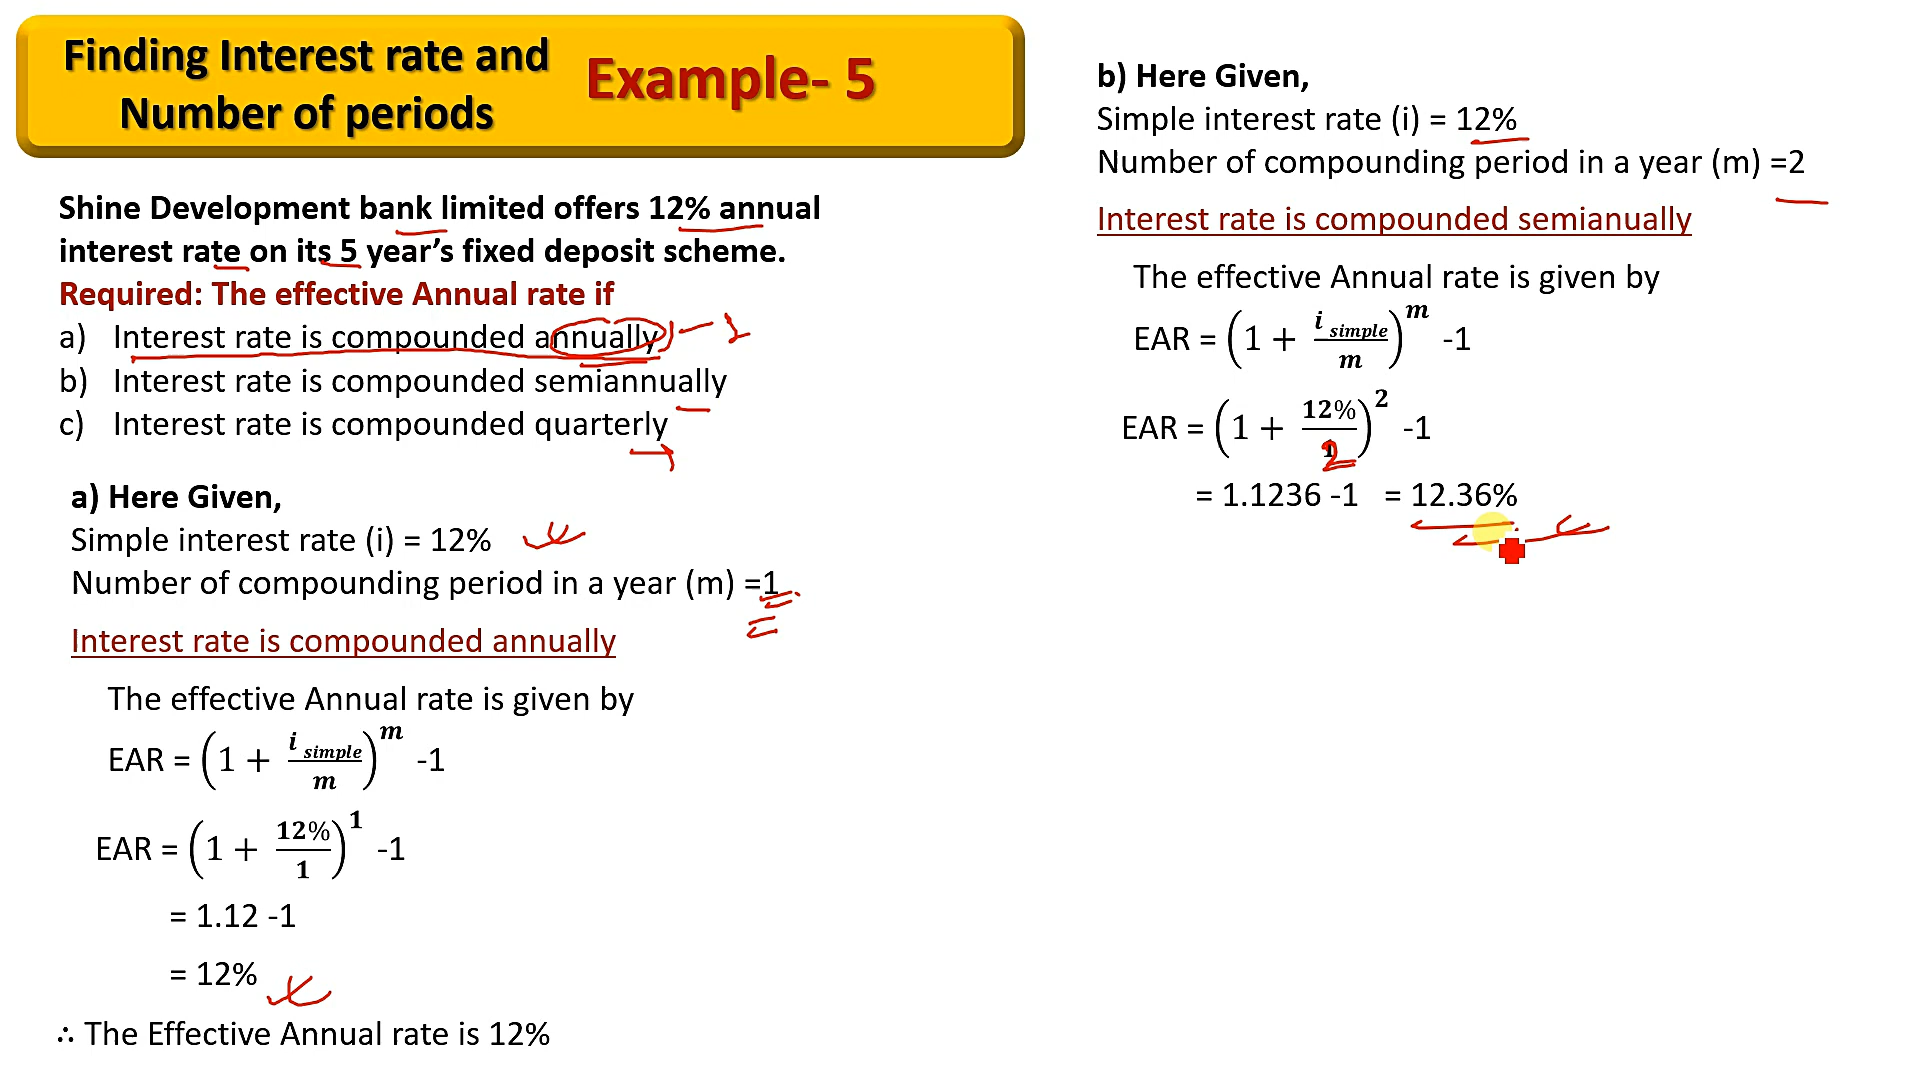 Finding Interest rate and
Number of periods
Example- 5
Shine Development bank limited offers 12% annual
interest rate on its 5 year’s fixed deposit scheme.
Required: The effective Annual rate if
a) Interest rate is compounded annually 1
b) Interest rate is compounded semiannually
c) Interest rate is compounded quarterly
a) Here Given,
Simple interest rate (i) = 12%
Number of compounding period in a year (m) =1
Interest rate is compounded annually
The effective Annual rate is given by
EAR = (1 + i simple/m)^m -1
EAR = (1 + 12%/1)^1 -1
= 1.12 -1
= 12%
∴ The Effective Annual rate is 12%
b) Here Given,
Simple interest rate (i) = 12%
Number of compounding period in a year (m) =2
Interest rate is compounded semianually
The effective Annual rate is given by
EAR = (1 + i simple/m)^m -1
EAR = (1 + 12%/2)^2 -1
= 1.1236 -1 = 12.36%